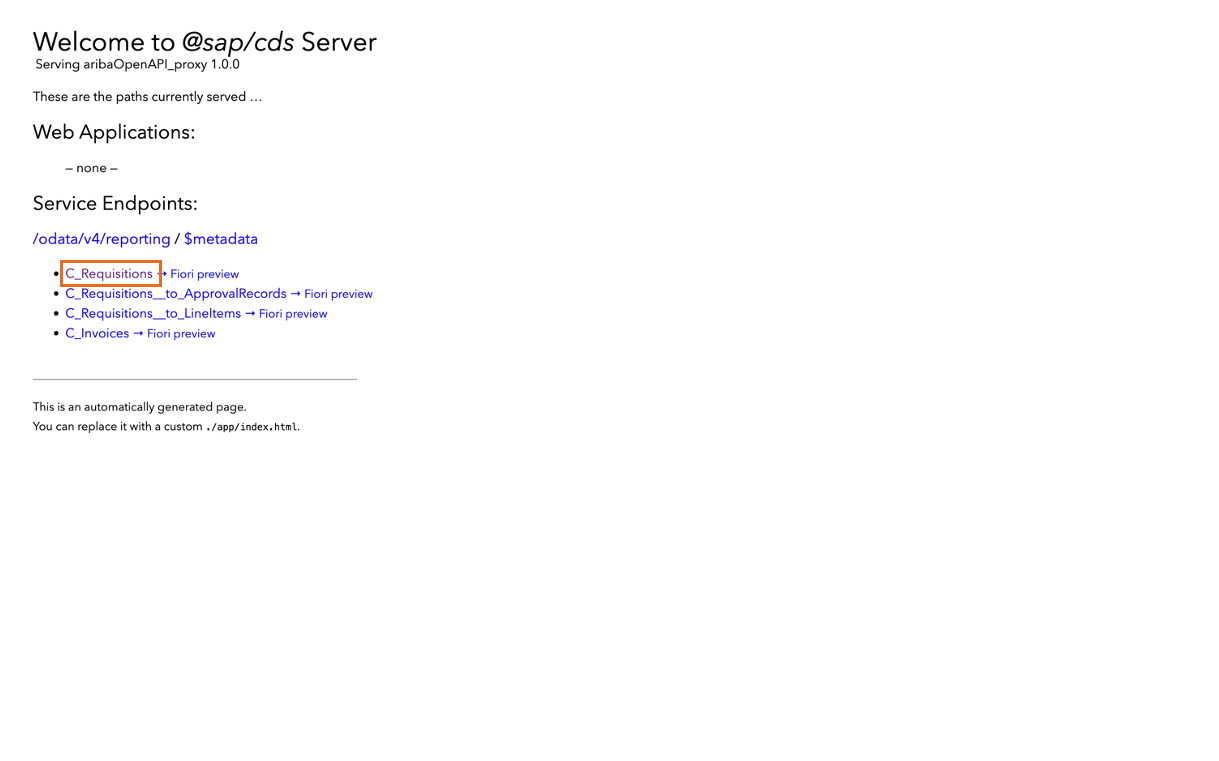 Welcome to @sap/cds Server
Serving aribaOpenAPI_proxy 1.0.0
These are the paths currently served …
Web Applications:
– none –
Service Endpoints:
/odata/v4/reporting / $metadata
• C_Requisitions → Fiori preview
• C_Requisitions__to_ApprovalRecords → Fiori preview
• C_Requisitions__to_LineItems → Fiori preview
• C_Invoices → Fiori preview
This is an automatically generated page.
You can replace it with a custom ./app/index.html.